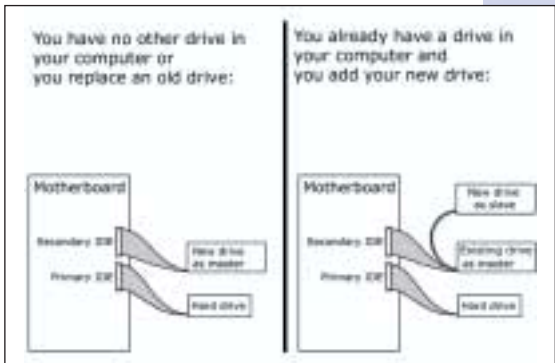 You have no other drive in
your computer or
you replace an old drive:
Motherboard
Secondary IDE
New drive
as master
Primary IDE
Hard drive
You already have a drive in
your computer and
you add your new drive:
Motherboard
New drive
as slave
Secondary IDE
Existing drive
as master
Primary IDE
Hard drive